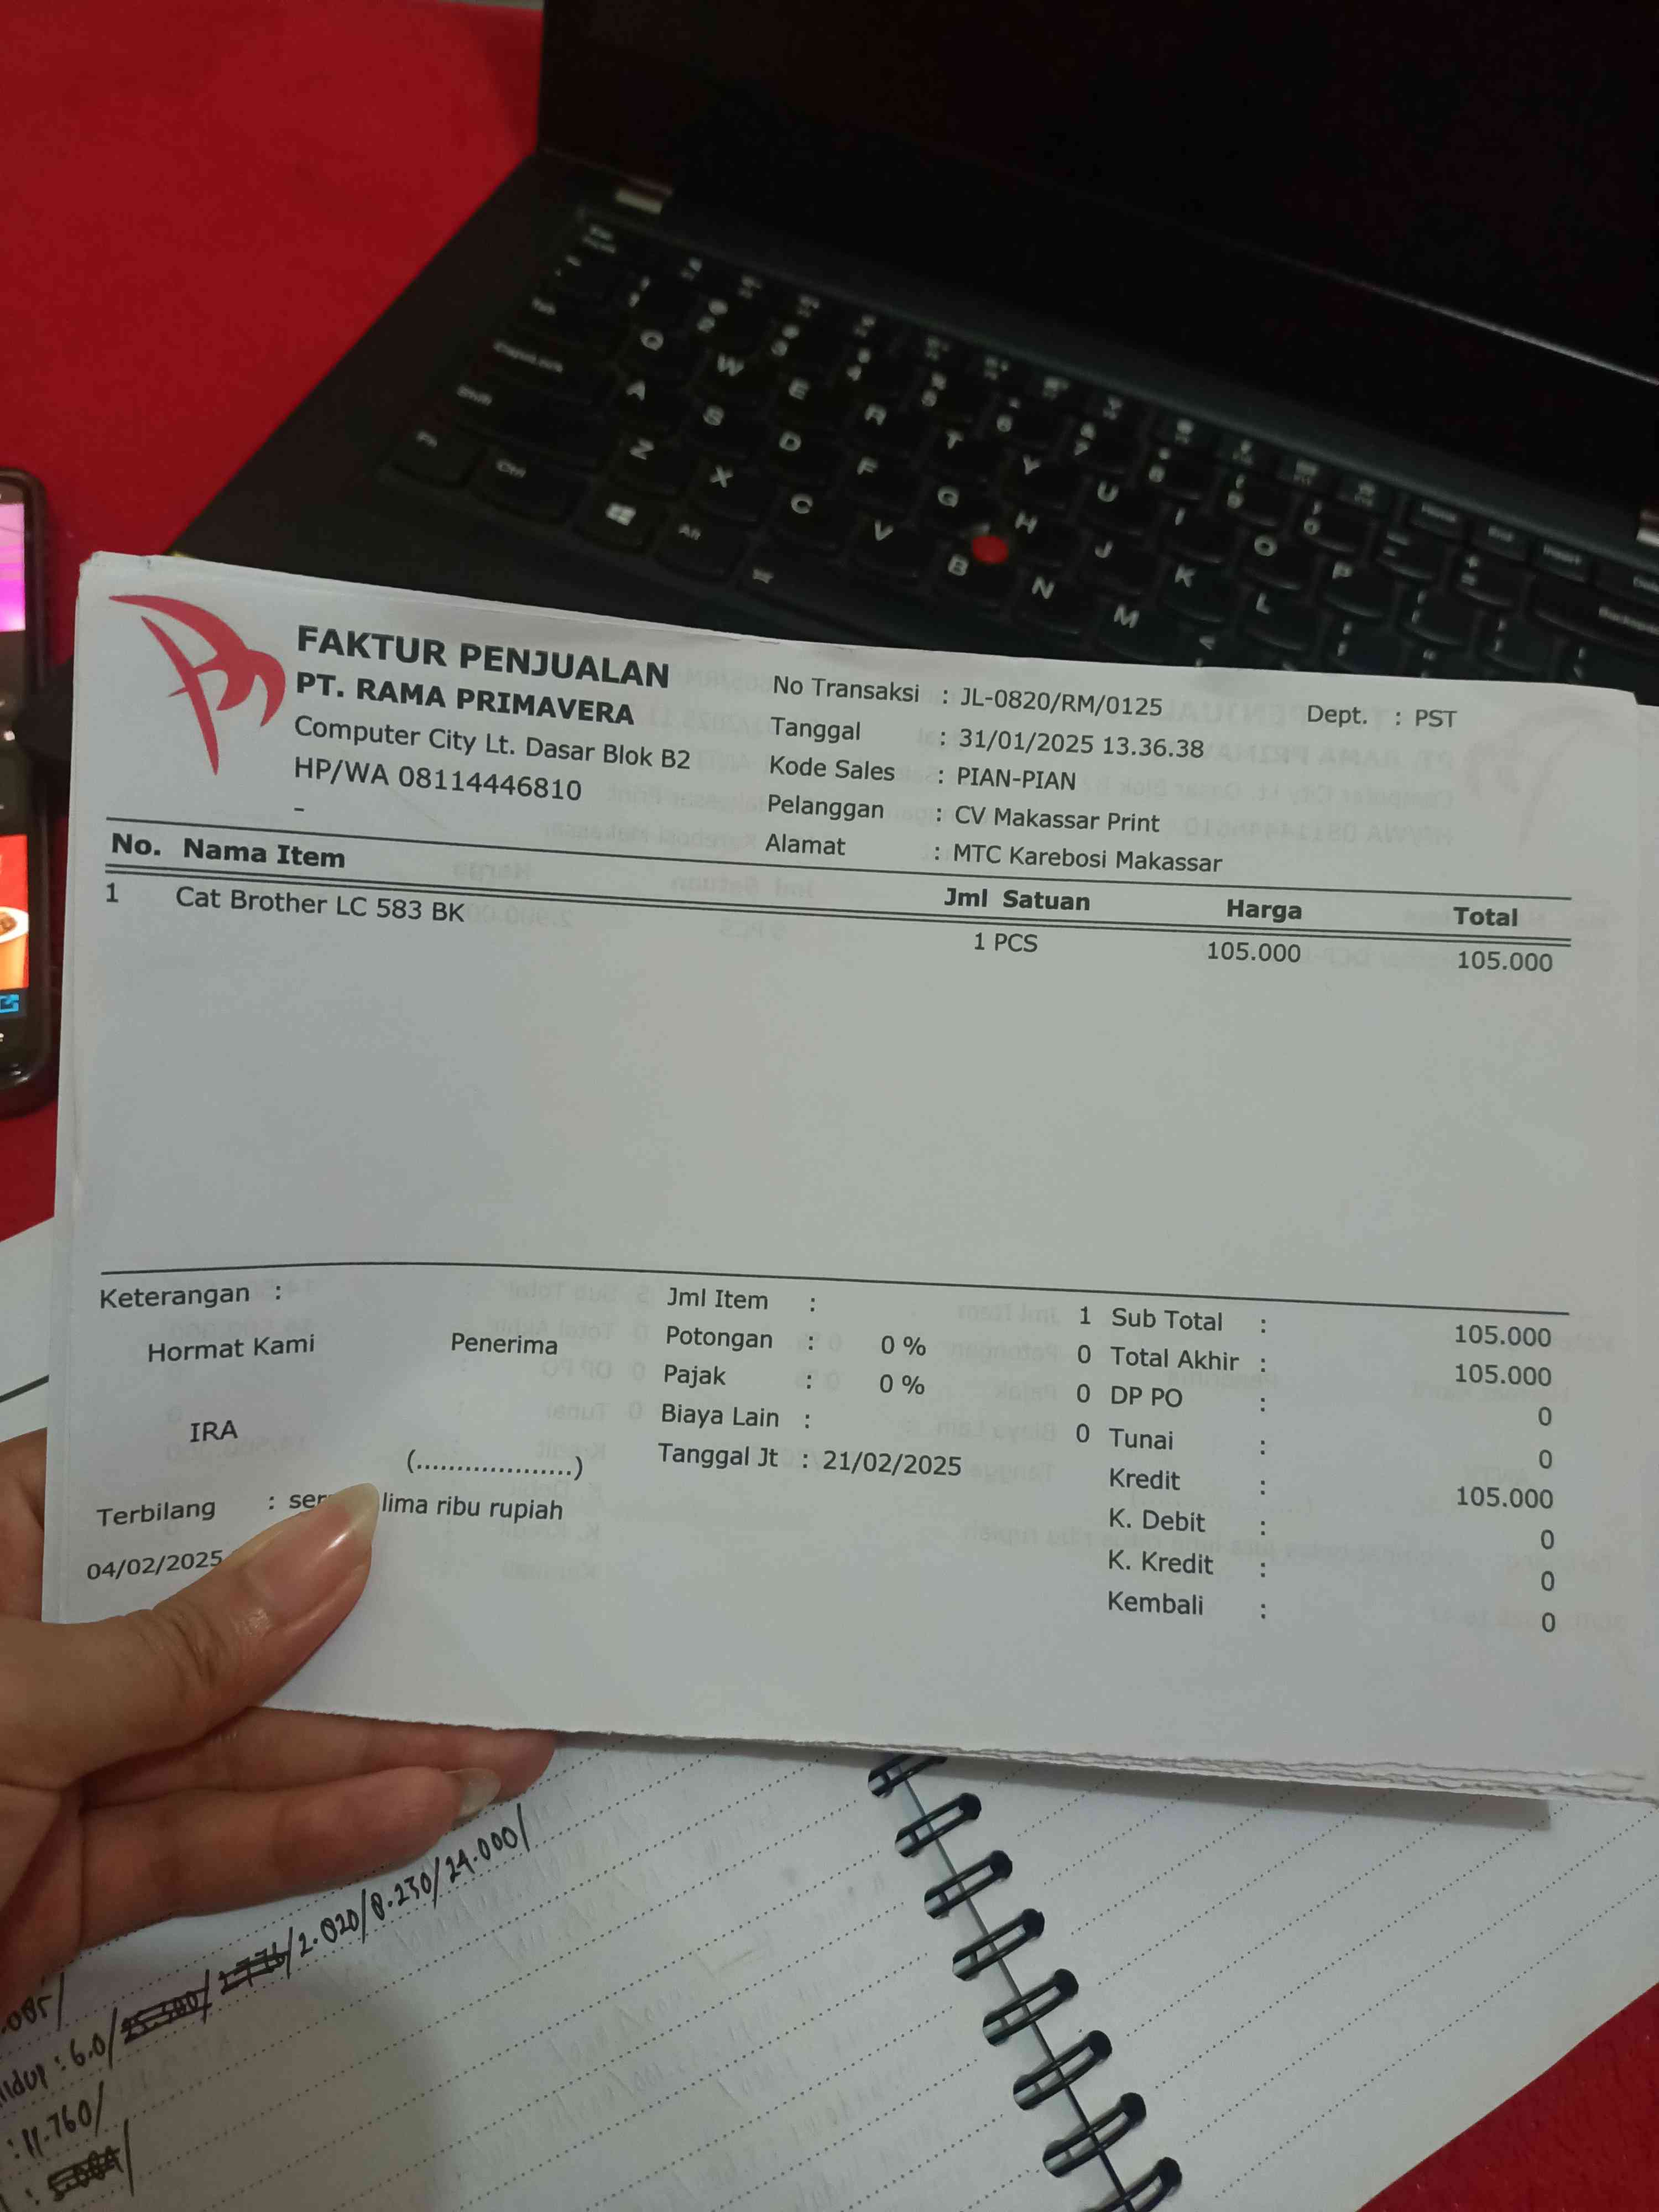 FAKTUR PENJUALAN
PT. RAMA PRIMAVERA
Computer City Lt. Dasar Blok B2
HP/WA 08114446810
-
No Transaksi : JL-0820/RM/0125
Dept. : PST
Tanggal : 31/01/2025 13.36.38
Kode Sales : PIAN-PIAN
Pelanggan : CV Makassar Print
Alamat : MTC Karebosi Makassar
No. Nama Item Jml Satuan Harga Total
1 Cat Brother LC 583 BK 1 PCS 105.000 105.000
Keterangan :
Hormat Kami
Penerima
IRA
(...................)
Jml Item : 1
Potongan : 0 % 0
Pajak : 0 % 0
Biaya Lain : 0
Tanggal Jt : 21/02/2025
Sub Total : 105.000
Total Akhir : 105.000
DP PO : 0
Tunai : 0
Kredit : 105.000
K. Debit : 0
K. Kredit : 0
Kembali : 0
Terbilang : lima ribu rupiah
04/02/2025
Q W E R T Y U I O P
A S D F G H J K L
Z X C V B N M
Fn Ctrl Alt
: 6.0/ /2.020/8.230/24.000/
: 11.760/